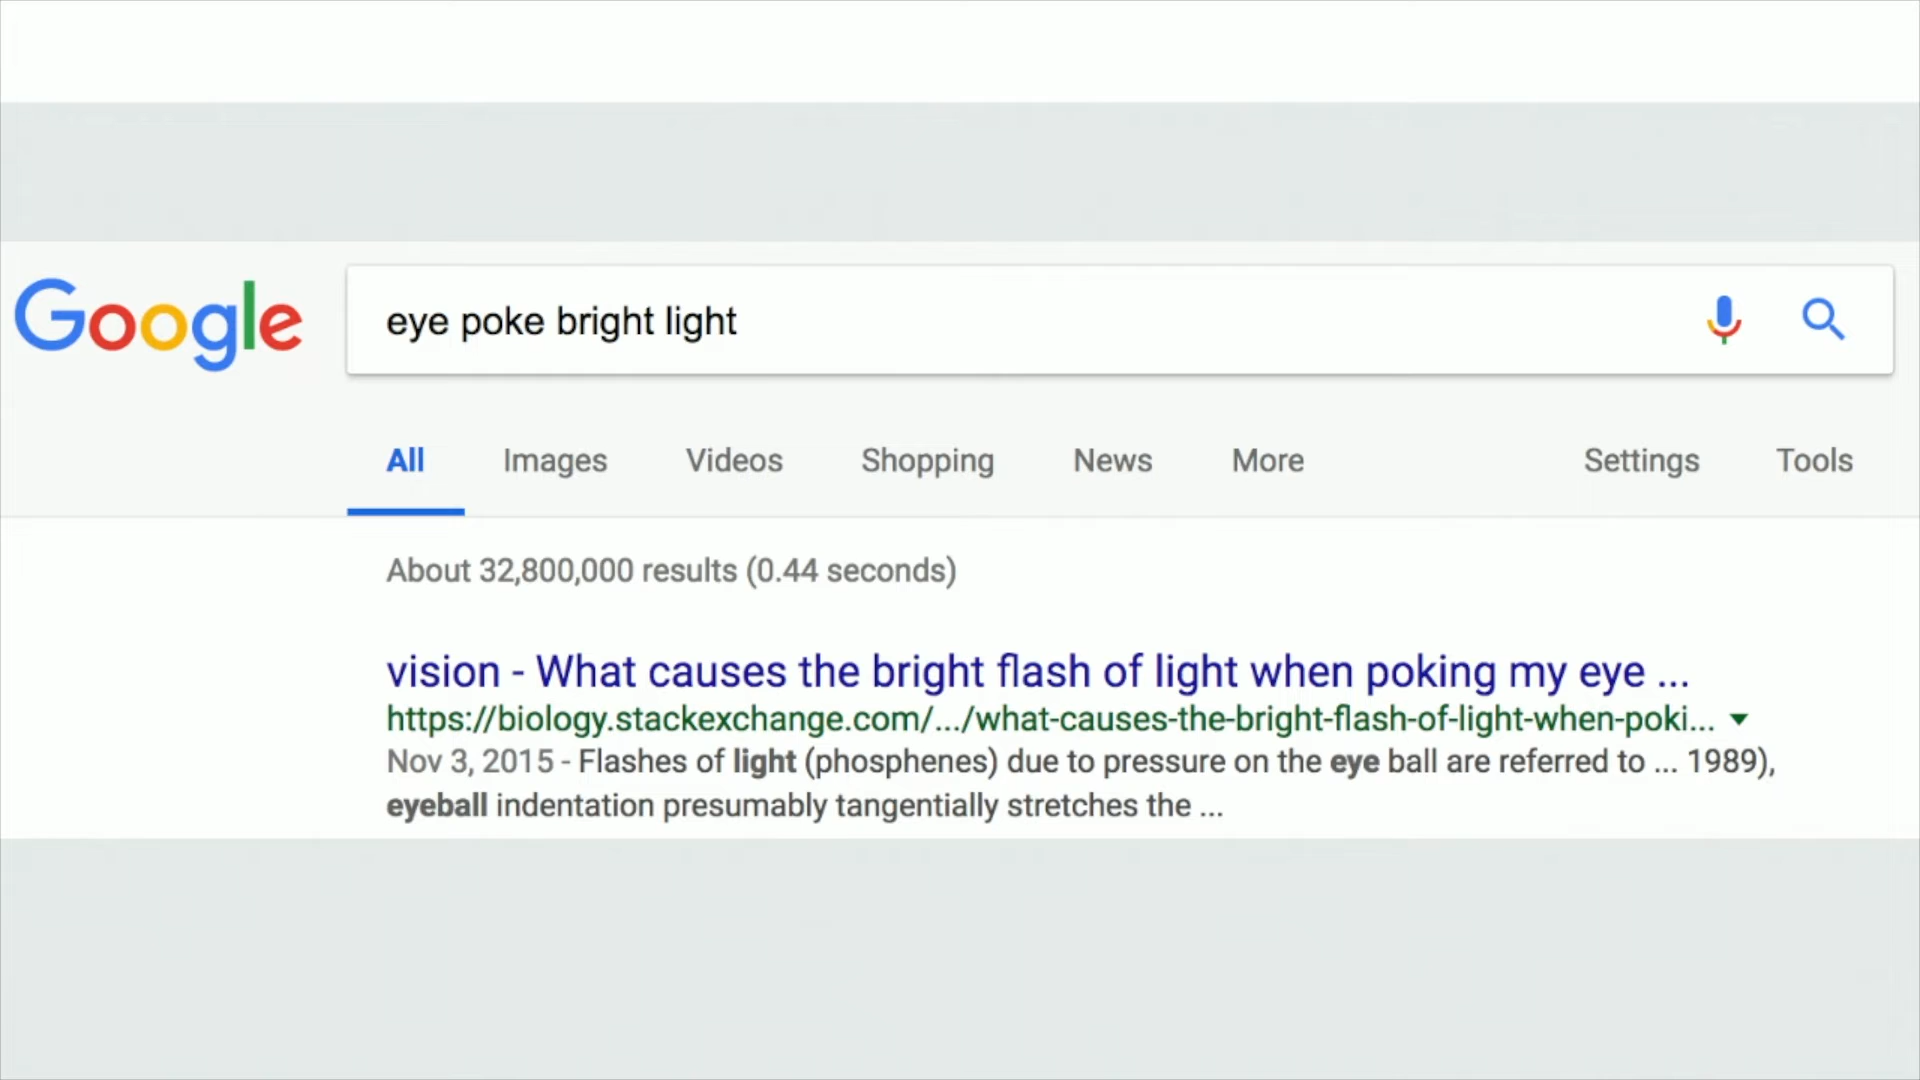 Google
eye poke bright light
All Images Videos Shopping News More Settings Tools
About 32,800,000 results (0.44 seconds)
vision - What causes the bright flash of light when poking my eye ...
https://biology.stackexchange.com/.../what-causes-the-bright-flash-of-light-when-poki...
Nov 3, 2015 - Flashes of light (phosphenes) due to pressure on the eye ball are referred to ... 1989),
eyeball indentation presumably tangentially stretches the ...